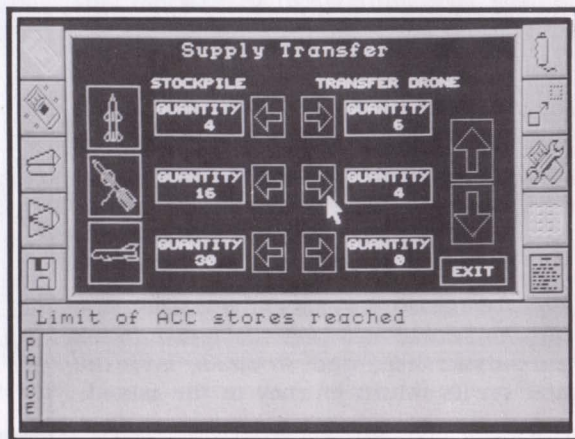 Supply Transfer
STOCKPILE TRANSFER DRONE
QUANTITY QUANTITY
4 6
QUANTITY QUANTITY
16 4
QUANTITY QUANTITY
30 0
EXIT
Limit of ACC stores reached
PAUSE